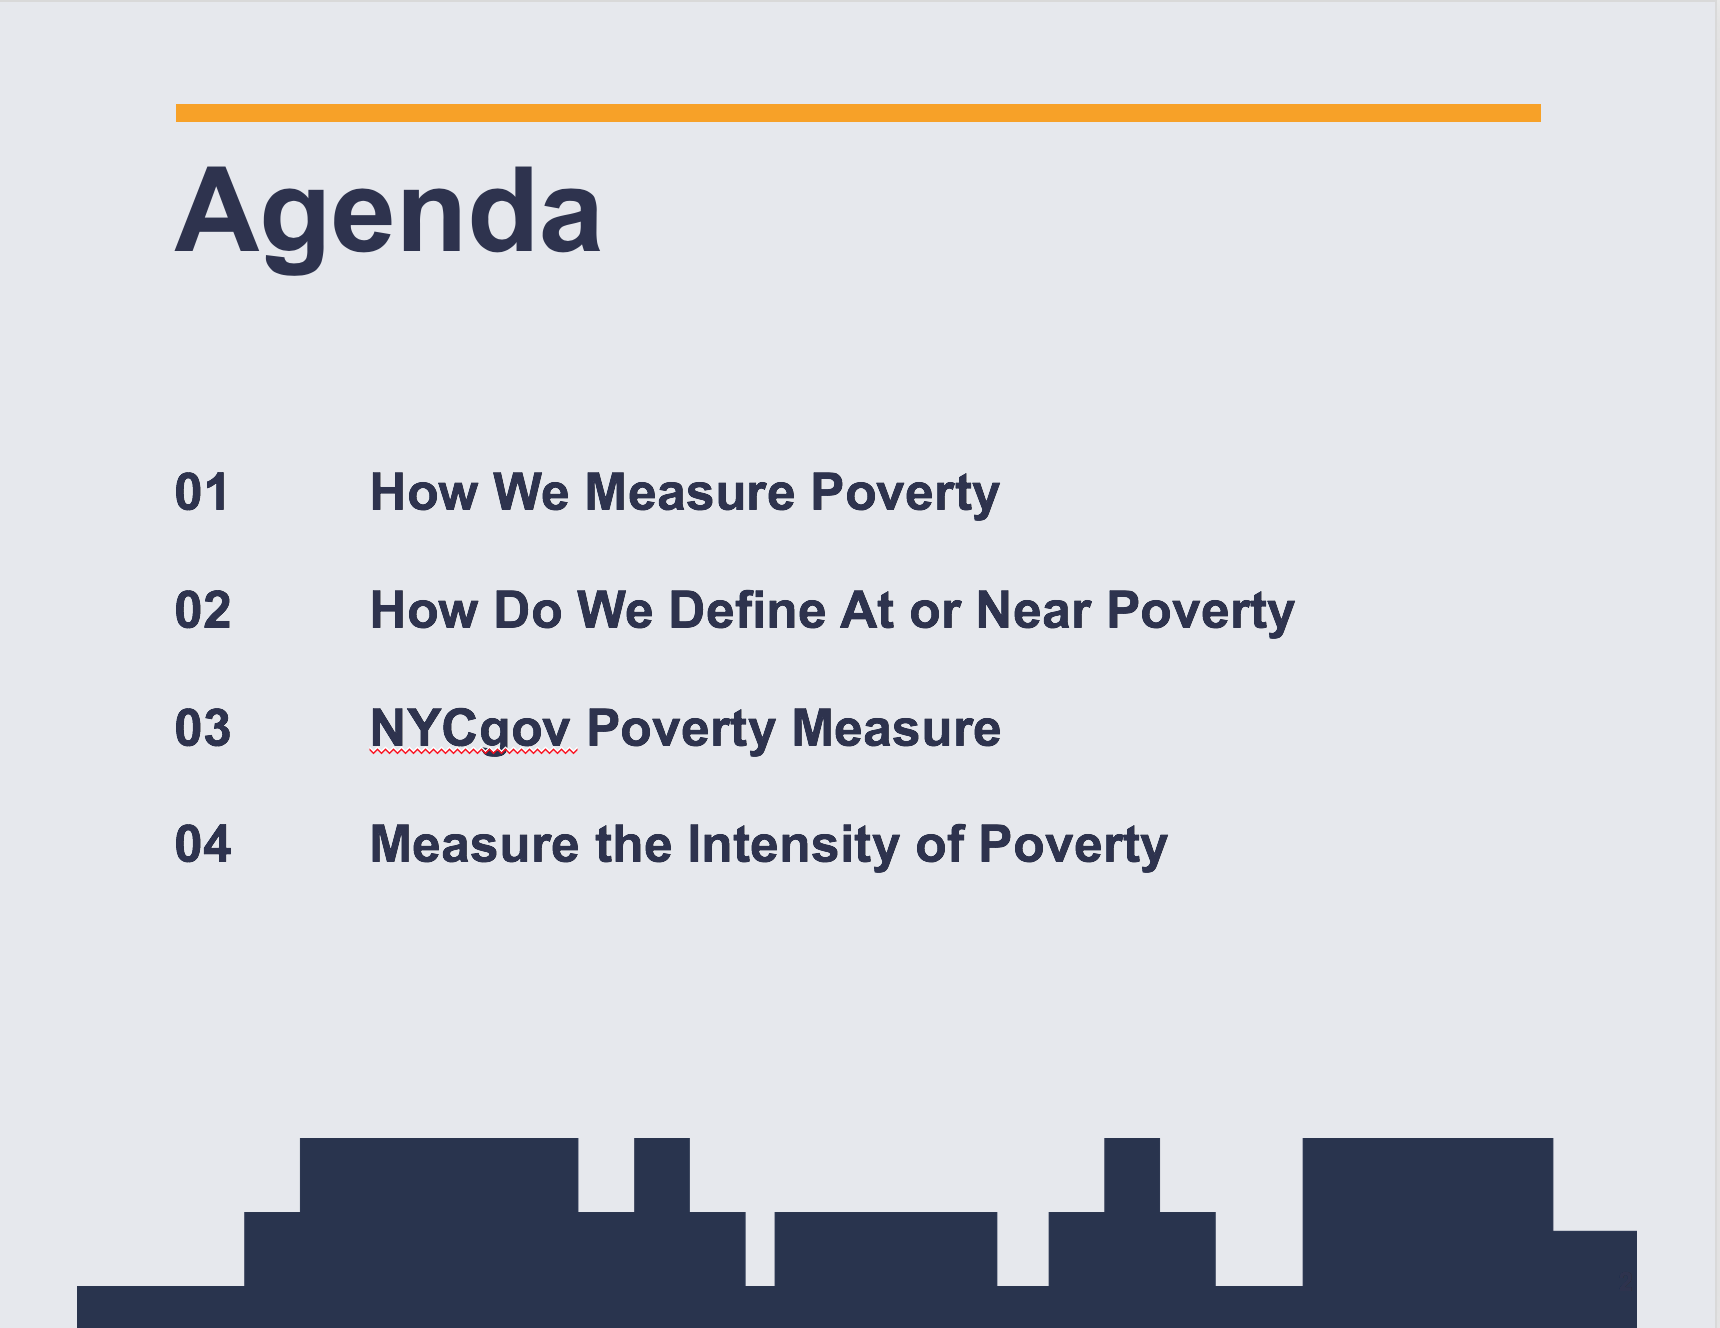 Agenda
01 How We Measure Poverty
02 How Do We Define At or Near Poverty
03 NYCgov Poverty Measure
04 Measure the Intensity of Poverty